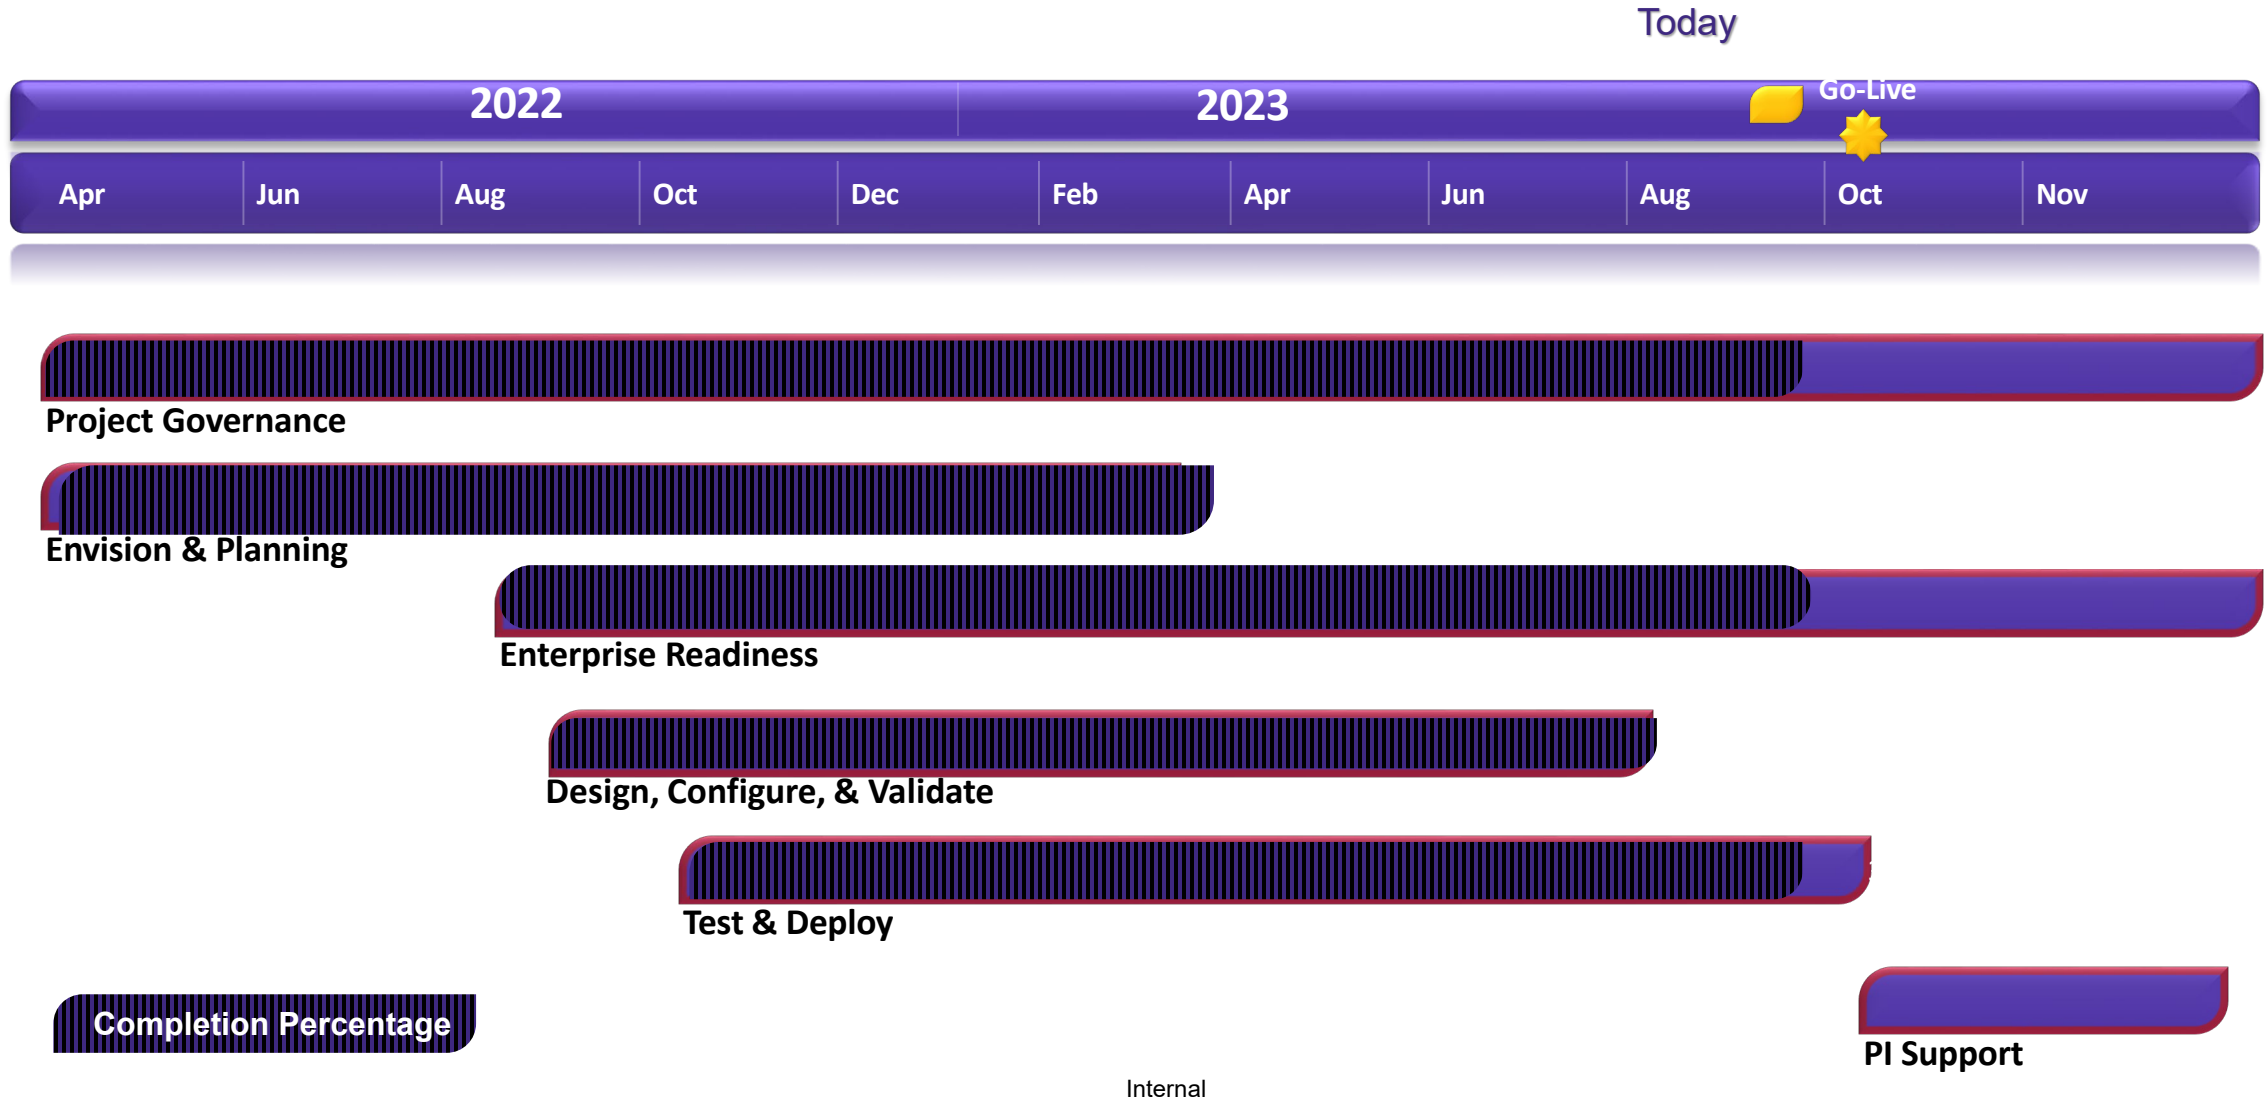 Today
2022
2023
Go-Live
Apr
Jun
Aug
Oct
Dec
Feb
Apr
Jun
Aug
Oct
Nov
Project Governance
Envision & Planning
Enterprise Readiness
Design, Configure, & Validate
Test & Deploy
Completion Percentage
PI Support
Internal